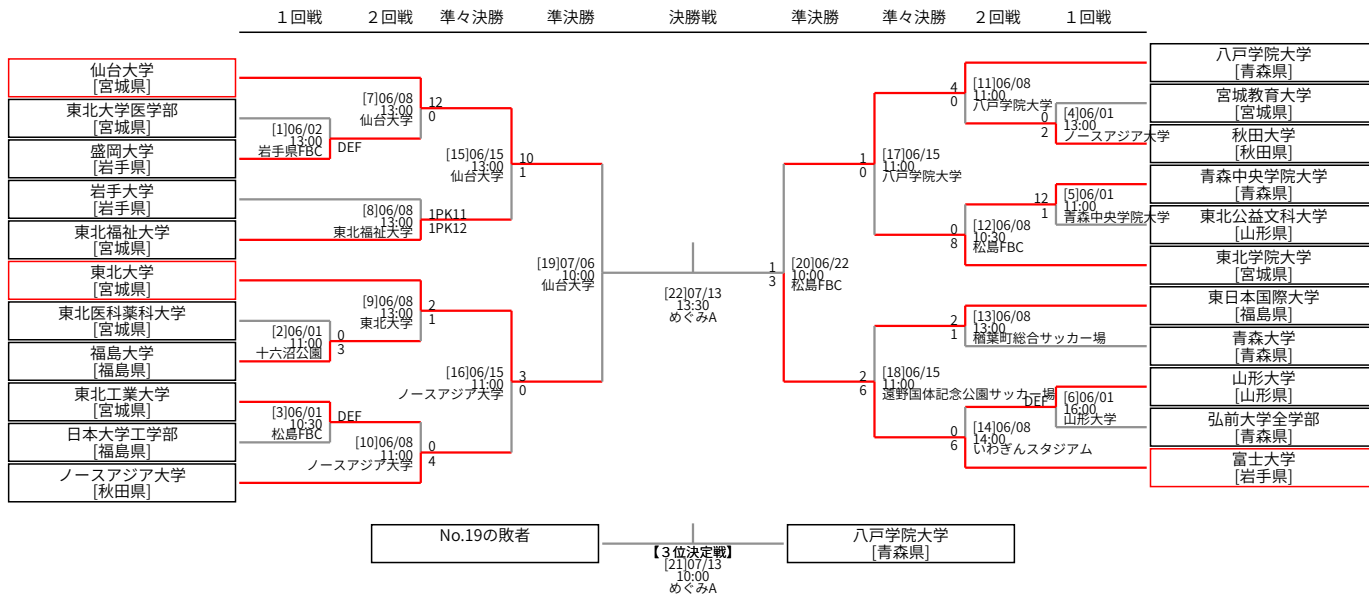 １回戦 ２回戦 準々決勝 準決勝 決勝戦 準決勝 準々決勝 ２回戦 １回戦
仙台大学
[宮城県]
東北大学医学部
[宮城県]
盛岡大学
[岩手県]
岩手大学
[岩手県]
東北福祉大学
[宮城県]
東北大学
[宮城県]
東北医科薬科大学
[宮城県]
福島大学
[福島県]
東北工業大学
[宮城県]
日本大学工学部
[福島県]
ノースアジア大学
[秋田県]
[1]06/02
13:00
岩手県FBC
DEF
[2]06/01
11:00
十六沼公園
0
3
[3]06/01
10:30
松島FBC
DEF
[7]06/08
13:00
仙台大学
12
0
[8]06/08
13:00
東北福祉大学
1PK11
1PK12
[9]06/08
13:00
東北大学
2
1
[10]06/08
11:00
ノースアジア大学
0
4
[15]06/15
13:00
仙台大学
10
1
[16]06/15
11:00
ノースアジア大学
3
0
[19]07/06
10:00
仙台大学
[22]07/13
13:30
めぐみA
1
3
[20]06/22
10:00
松島FBC
1
0
[17]06/15
11:00
八戸学院大学
2
6
[18]06/15
11:00
遠野国体記念公園サッカー場
4
0
[11]06/08
11:00
八戸学院大学
0
8
[12]06/08
10:30
松島FBC
2
1
[13]06/08
13:00
楢葉町総合サッカー場
0
6
[14]06/08
14:00
いわぎんスタジアム
0
2
[4]06/01
13:00
ノースアジア大学
12
1
[5]06/01
11:00
青森中央学院大学
DEF
[6]06/01
16:00
山形大学
八戸学院大学
[青森県]
宮城教育大学
[宮城県]
秋田大学
[秋田県]
青森中央学院大学
[青森県]
東北公益文科大学
[山形県]
東北学院大学
[宮城県]
東日本国際大学
[福島県]
青森大学
[青森県]
山形大学
[山形県]
弘前大学全学部
[青森県]
富士大学
[岩手県]
No.19の敗者
【３位決定戦】
[21]07/13
10:00
めぐみA
八戸学院大学
[青森県]